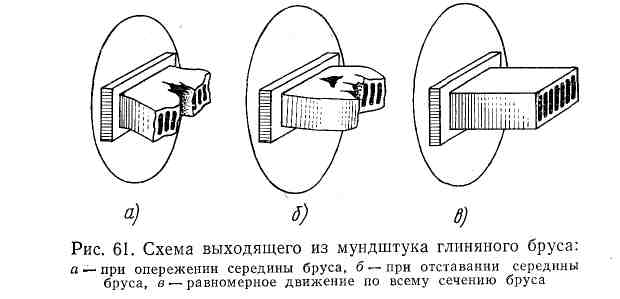 а) б) в)
Рис. 61. Схема выходящего из мундштука глиняного бруса:
а — при опережении середины бруса, б — при отставании середины
бруса, в — равномерное движение по всему сечению бруса